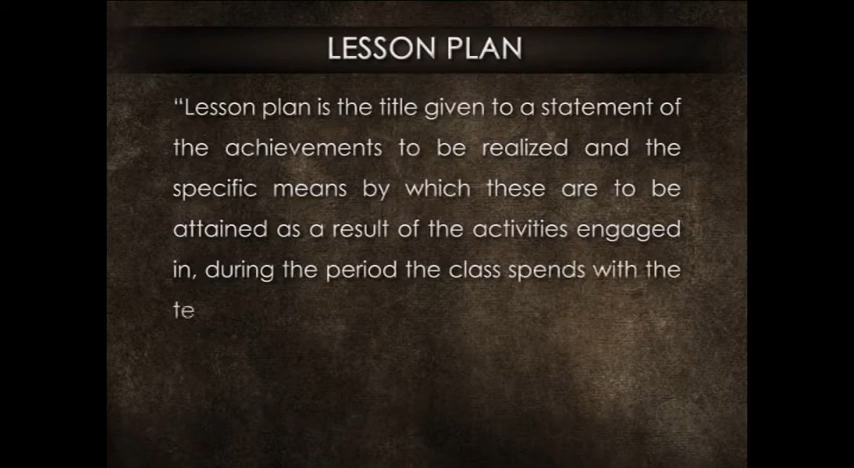 LESSON PLAN
“Lesson plan is the title given to a statement of
the achievements to be realized and the
specific means by which these are to be
attained as a result of the activities engaged
in, during the period the class spends with the
te